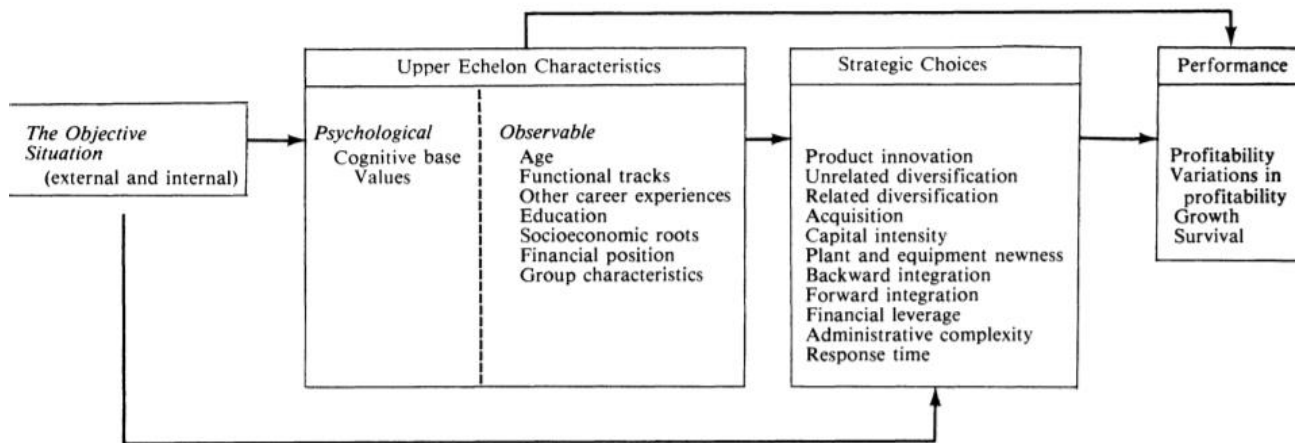 Upper Echelon Characteristics
Strategic Choices
Performance
The Objective
Situation
(external and internal)
Psychological
Cognitive base
Values
Observable
Age
Functional tracks
Other career experiences
Education
Socioeconomic roots
Financial position
Group characteristics
Product innovation
Unrelated diversification
Related diversification
Acquisition
Capital intensity
Plant and equipment newness
Backward integration
Forward integration
Financial leverage
Administrative complexity
Response time
Profitability
Variations in
profitability
Growth
Survival